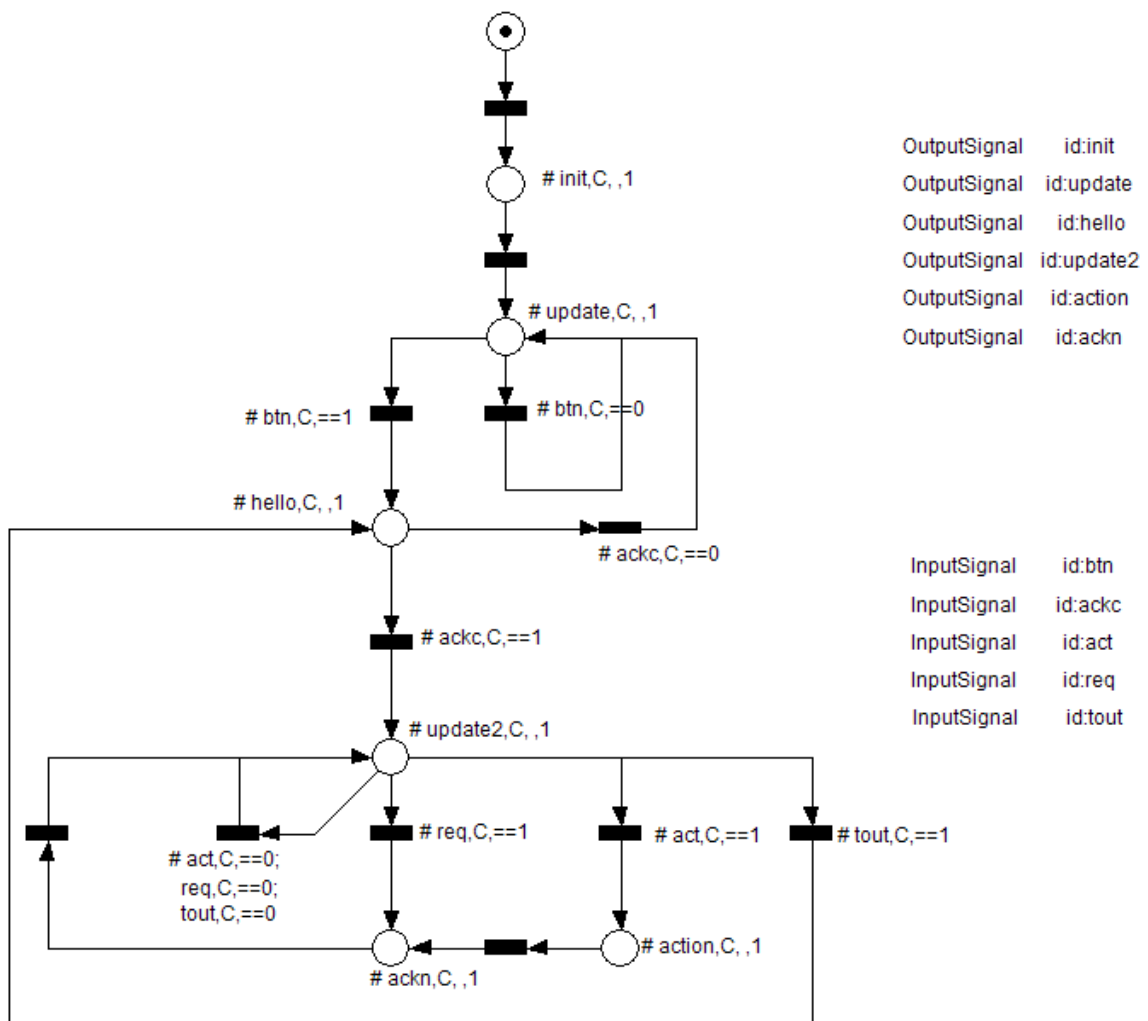 OutputSignal id:init
# init,C, ,1
OutputSignal id:update
OutputSignal id:hello
OutputSignal id:update2
OutputSignal id:action
# update,C, ,1
OutputSignal id:ackn
# btn,C,==1
# btn,C,==0
# hello,C, ,1
# ackc,C,==0
InputSignal id:btn
InputSignal id:ackc
# ackc,C,==1
InputSignal id:act
InputSignal id:req
InputSignal id:tout
# update2,C, ,1
# req,C,==1
# act,C,==1
# tout,C,==1
# act,C,==0;
req,C,==0;
tout,C,==0
# action,C, ,1
# ackn,C, ,1